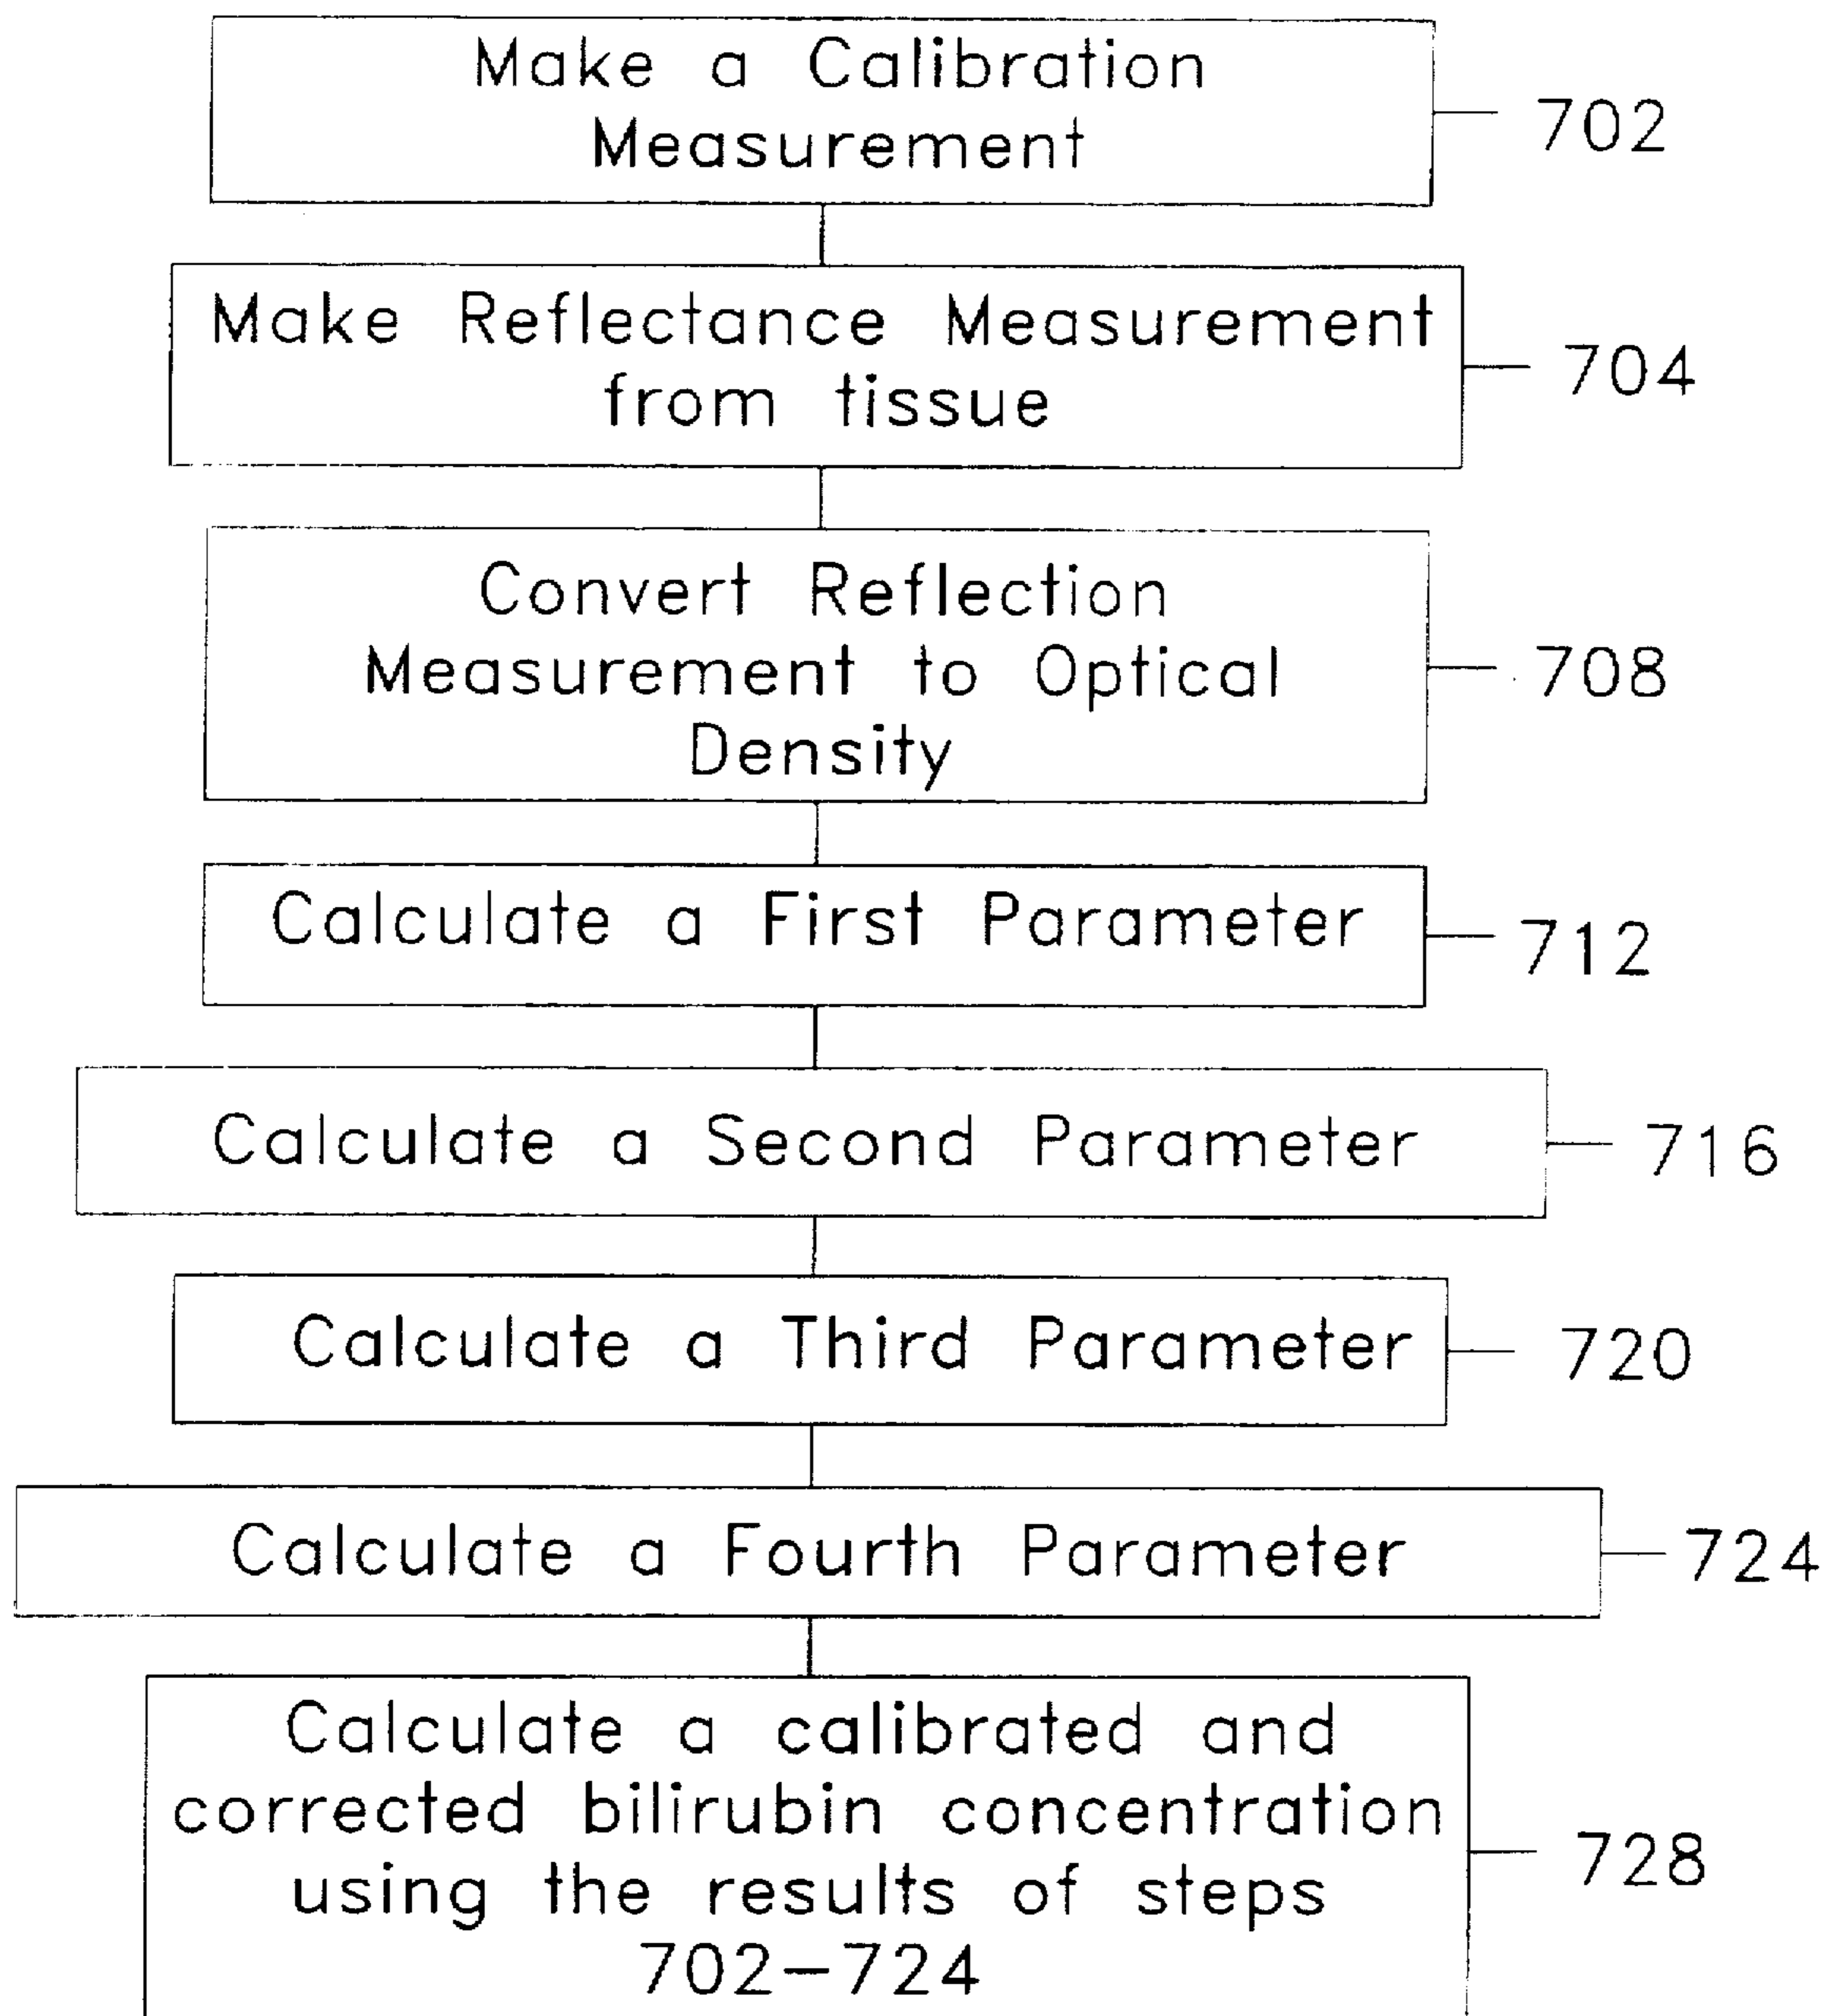 Make a Calibration
Measurement
702
Make Reflectance Measurement
from tissue
704
Convert Reflection
Measurement to Optical
Density
708
Calculate a First Parameter
712
Calculate a Second Parameter
716
Calculate a Third Parameter
720
Calculate a Fourth Parameter
724
Calculate a calibrated and
corrected bilirubin concentration
using the results of steps
702-724
728